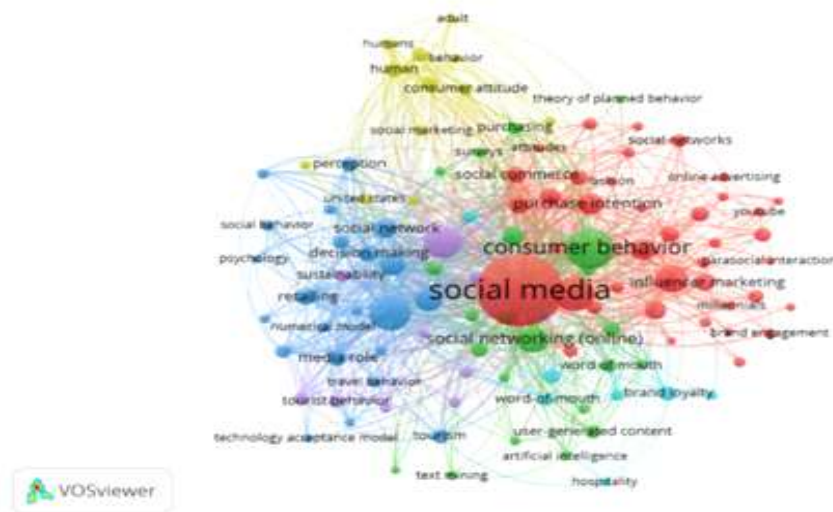 adult
humans
behavior
human
consumer attitude
theory of planned behavior
social marketing
purchasing
social networks
surveys
attitudes
perception
social commerce
fashion
online advertising
united states
purchase intention
youtube
social behavior
social network
consumer behavior
decision making
psychology
parasocial interaction
sustainability
influencer marketing
social media
retailing
millennials
numerical model
brand engagement
social networking (online)
media role
word of mouth
travel behavior
brand loyalty
tourist behavior
word-of-mouth
technology acceptance model
tourism
user-generated content
artificial intelligence
text mining
hospitality
VOSviewer